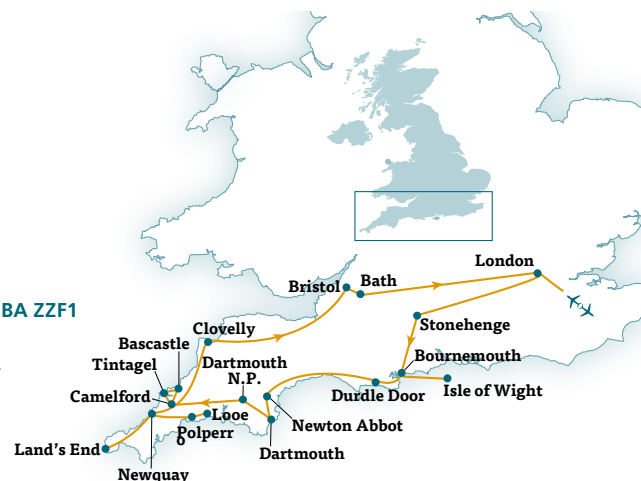 London
Bristol
Bath
BA ZZF1
Stonehenge
Clovelly
Bascastle
Bournemouth
Tintagel
Dartmouth
N.P.
Camelford
Durdle Door
Isle of Wight
Looe
Newton Abbot
Polperr
o
Land's End
Dartmouth
Newquay